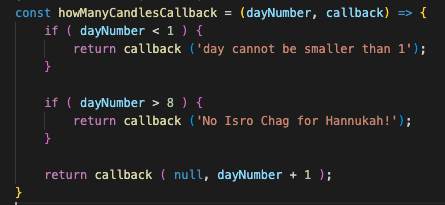 const howManyCandlesCallback = (dayNumber, callback) => {
    if ( dayNumber < 1 ) {
        return callback ('day cannot be smaller than 1');
    }

    if ( dayNumber > 8 ) {
        return callback ('No Isro Chag for Hannukah!');
    }

    return callback ( null, dayNumber + 1 );
}